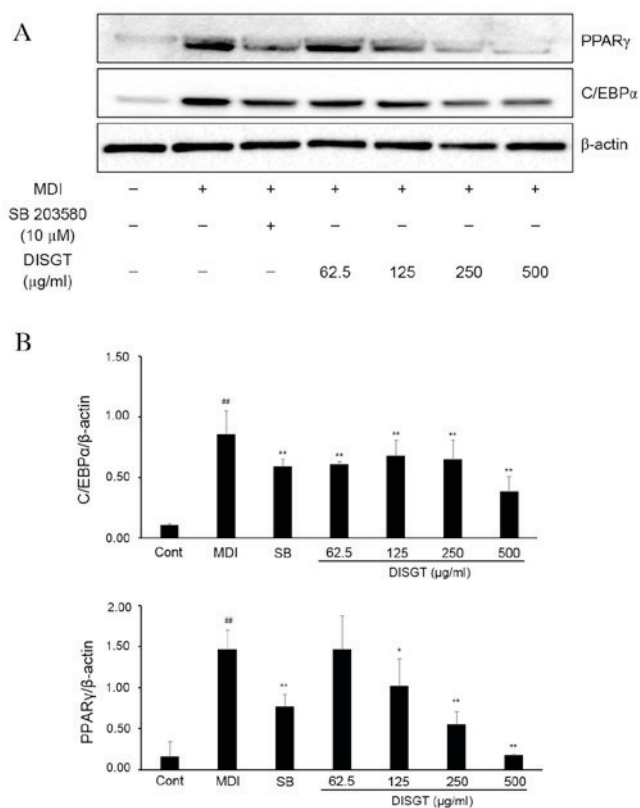 A
PPARγ
C/EBPα
β-actin
MDI – + + + + + +
SB 203580
(10 μM) – – + – – – –
DISGT
(μg/ml) – – – 62.5 125 250 500
B
C/EBPα/β-actin
1.50
1.00
0.50
0.00
## ** ** ** ** **
Cont MDI SB 62.5 125 250 500
DISGT (μg/ml)
PPARγ/β-actin
2.00
1.50
1.00
0.50
0.00
## ** * ** **
Cont MDI SB 62.5 125 250 500
DISGT (μg/ml)